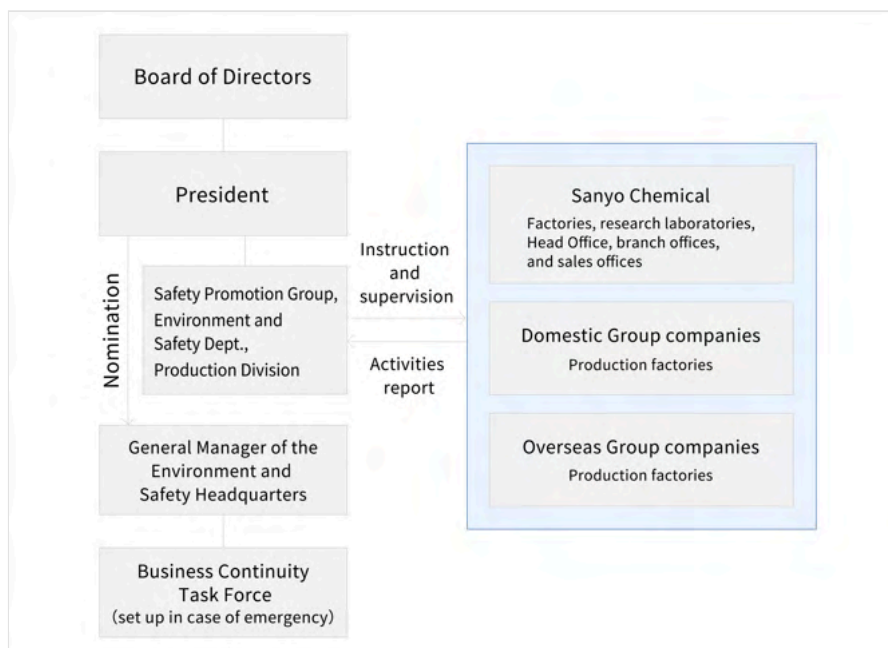 Board of Directors
President
Nomination
Safety Promotion Group,
Environment and
Safety Dept.,
Production Division
Instruction
and
supervision
Activities
report
General Manager of the
Environment and
Safety Headquarters
Business Continuity
Task Force
(set up in case of emergency)
Sanyo Chemical
Factories, research laboratories,
Head Office, branch offices,
and sales offices
Domestic Group companies
Production factories
Overseas Group companies
Production factories